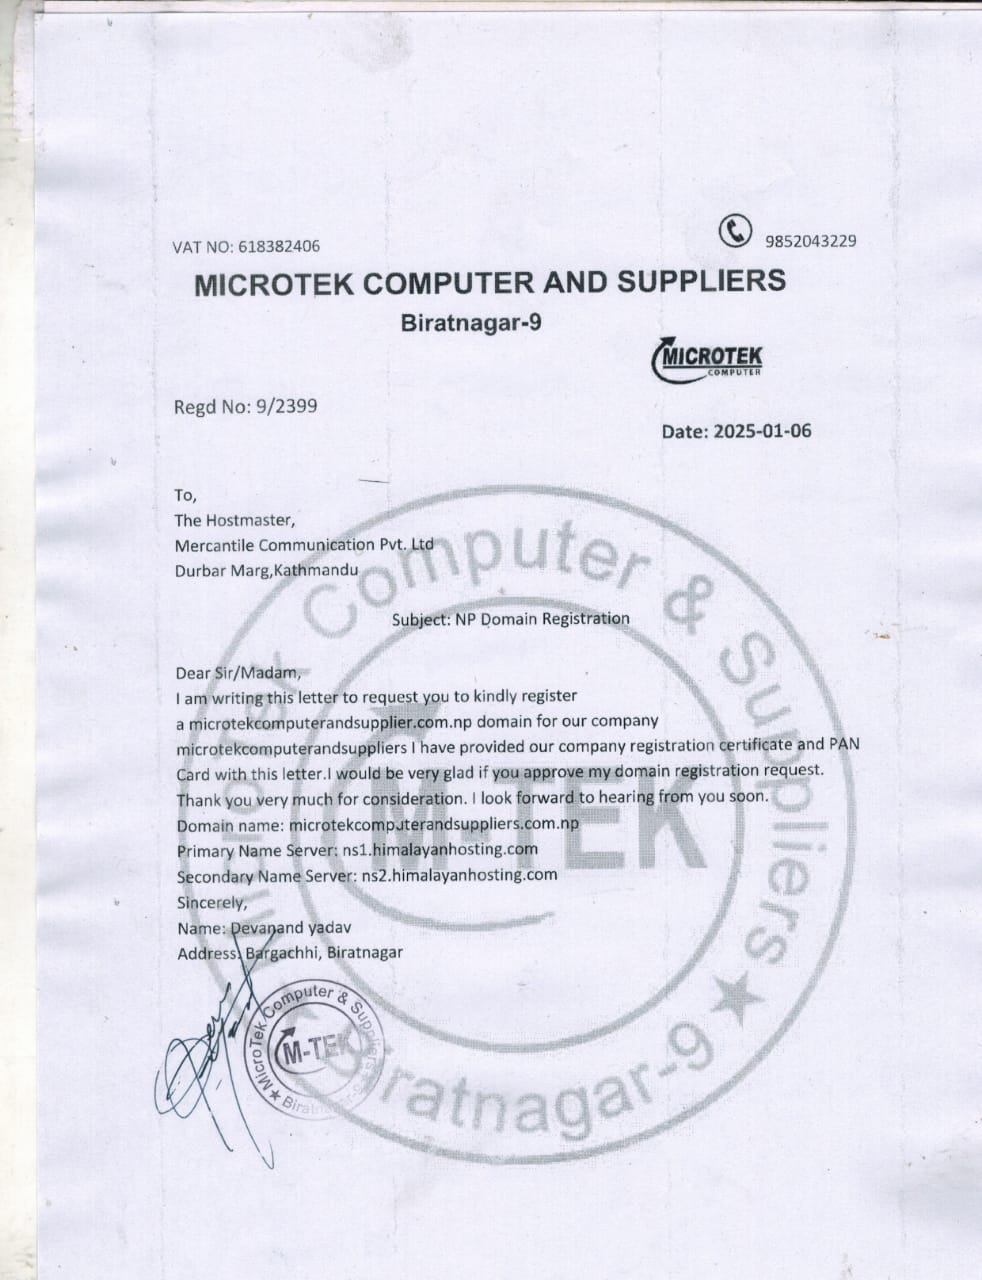 VAT NO: 618382406
9852043229
MICROTEK COMPUTER AND SUPPLIERS
Biratnagar-9
MICROTEK
COMPUTER
Regd No: 9/2399
Date: 2025-01-06
To,
The Hostmaster,
Mercantile Communication Pvt. Ltd
Durbar Marg,Kathmandu
Subject: NP Domain Registration
Dear Sir/Madam,
I am writing this letter to request you to kindly register
a microtekcomputerandsupplier.com.np domain for our company
microtekcomputerandsuppliers I have provided our company registration certificate and PAN
Card with this letter.I would be very glad if you approve my domain registration request.
Thank you very much for consideration. I look forward to hearing from you soon.
Domain name: microtekcomputerandsuppliers.com.np
Primary Name Server: ns1.himalayanhosting.com
Secondary Name Server: ns2.himalayanhosting.com
Sincerely,
Name: Devanand yadav
Address: Bargachhi, Biratnagar
MicroTek Computer & Suppliers
M-TEK
Biratnagar-9
MicroTek Computer & Suppliers
M-TEK
Biratnagar-9